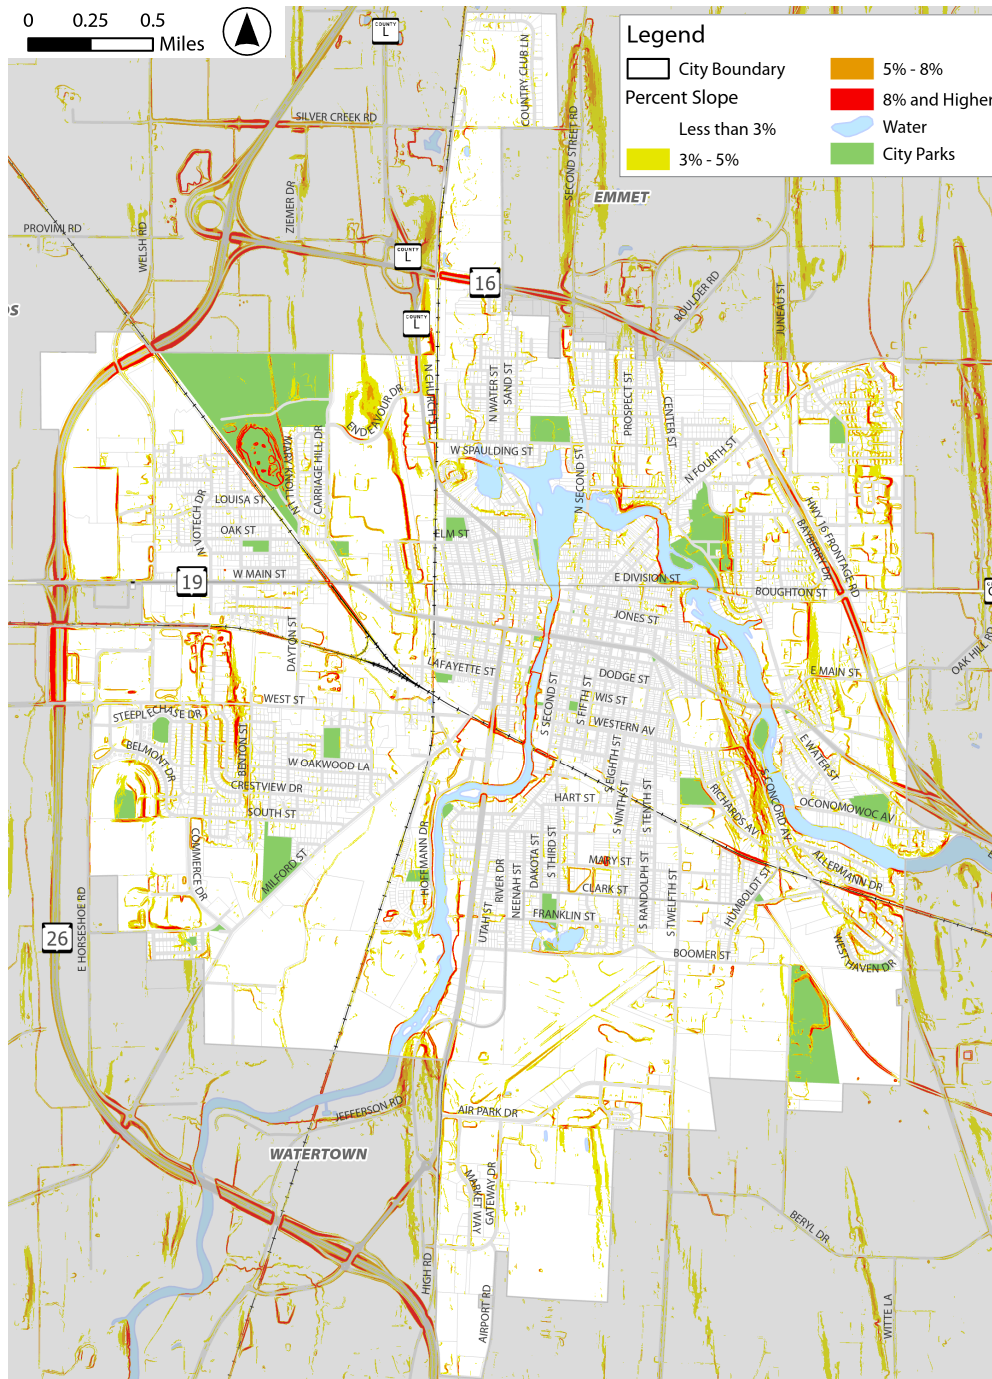 0 0.25 0.5
Miles
COUNTY
L
Legend
City Boundary
Percent Slope
Less than 3%
3% - 5%
5% - 8%
8% and Higher
Water
City Parks
COUNTRY CLUB LN
SECOND STREET RD
SILVER CREEK RD
EMMET
ZIEMER DR
WELSH RD
PROVIMI RD
COUNTY
L
16
BOULDER RD
JUNEAU ST
COUNTY
L
N CHURCH ST
N WATER ST
SAND ST
PROSPECT ST
CENTER ST
ENDEAVOUR DR
W SPAULDING ST
N SECOND ST
N FOURTH ST
MARY KNOLL LN
CARRIAGE HILL DR
LOUISA ST
N VOTECH DR
OAK ST
ELM ST
HWY 16 FRONTAGE RD
BAYBERRY DR
W MAIN ST
19
E DIVISION ST
BOUGHTON ST
JONES ST
DAYTON ST
LAFAYETTE ST
DODGE ST
E MAIN ST
OAK HILL RD
WEST ST
STEEPLECHASE DR
WIS ST
S SECOND ST
S FIFTH ST
WESTERN AV
BELMONT DR
BENTON ST
W OAKWOOD LA
S EIGHTH ST
E WATER ST
CRESTVIEW DR
SOUTH ST
HART ST
S NINTH ST
S TENTH ST
RICHARDS AV
S CONCORD AV
OCONOMOWOC AV
COMMERCE DR
MILFORD ST
HOFFMANN DR
RIVER DR
NEENAH ST
DAKOTA ST
S THIRD ST
MARY ST
CLARK ST
S RANDOLPH ST
S TWELFTH ST
HUMBOLDT ST
ALLERMANN DR
UTAH ST
FRANKLIN ST
26
E HORSESHOE RD
BOOMER ST
WEST HAVEN DR
JEFFERSON RD
AIR PARK DR
WATERTOWN
MARKET WAY
GATEWAY DR
BERYL DR
HIGH RD
AIRPORT RD
WITTE LA